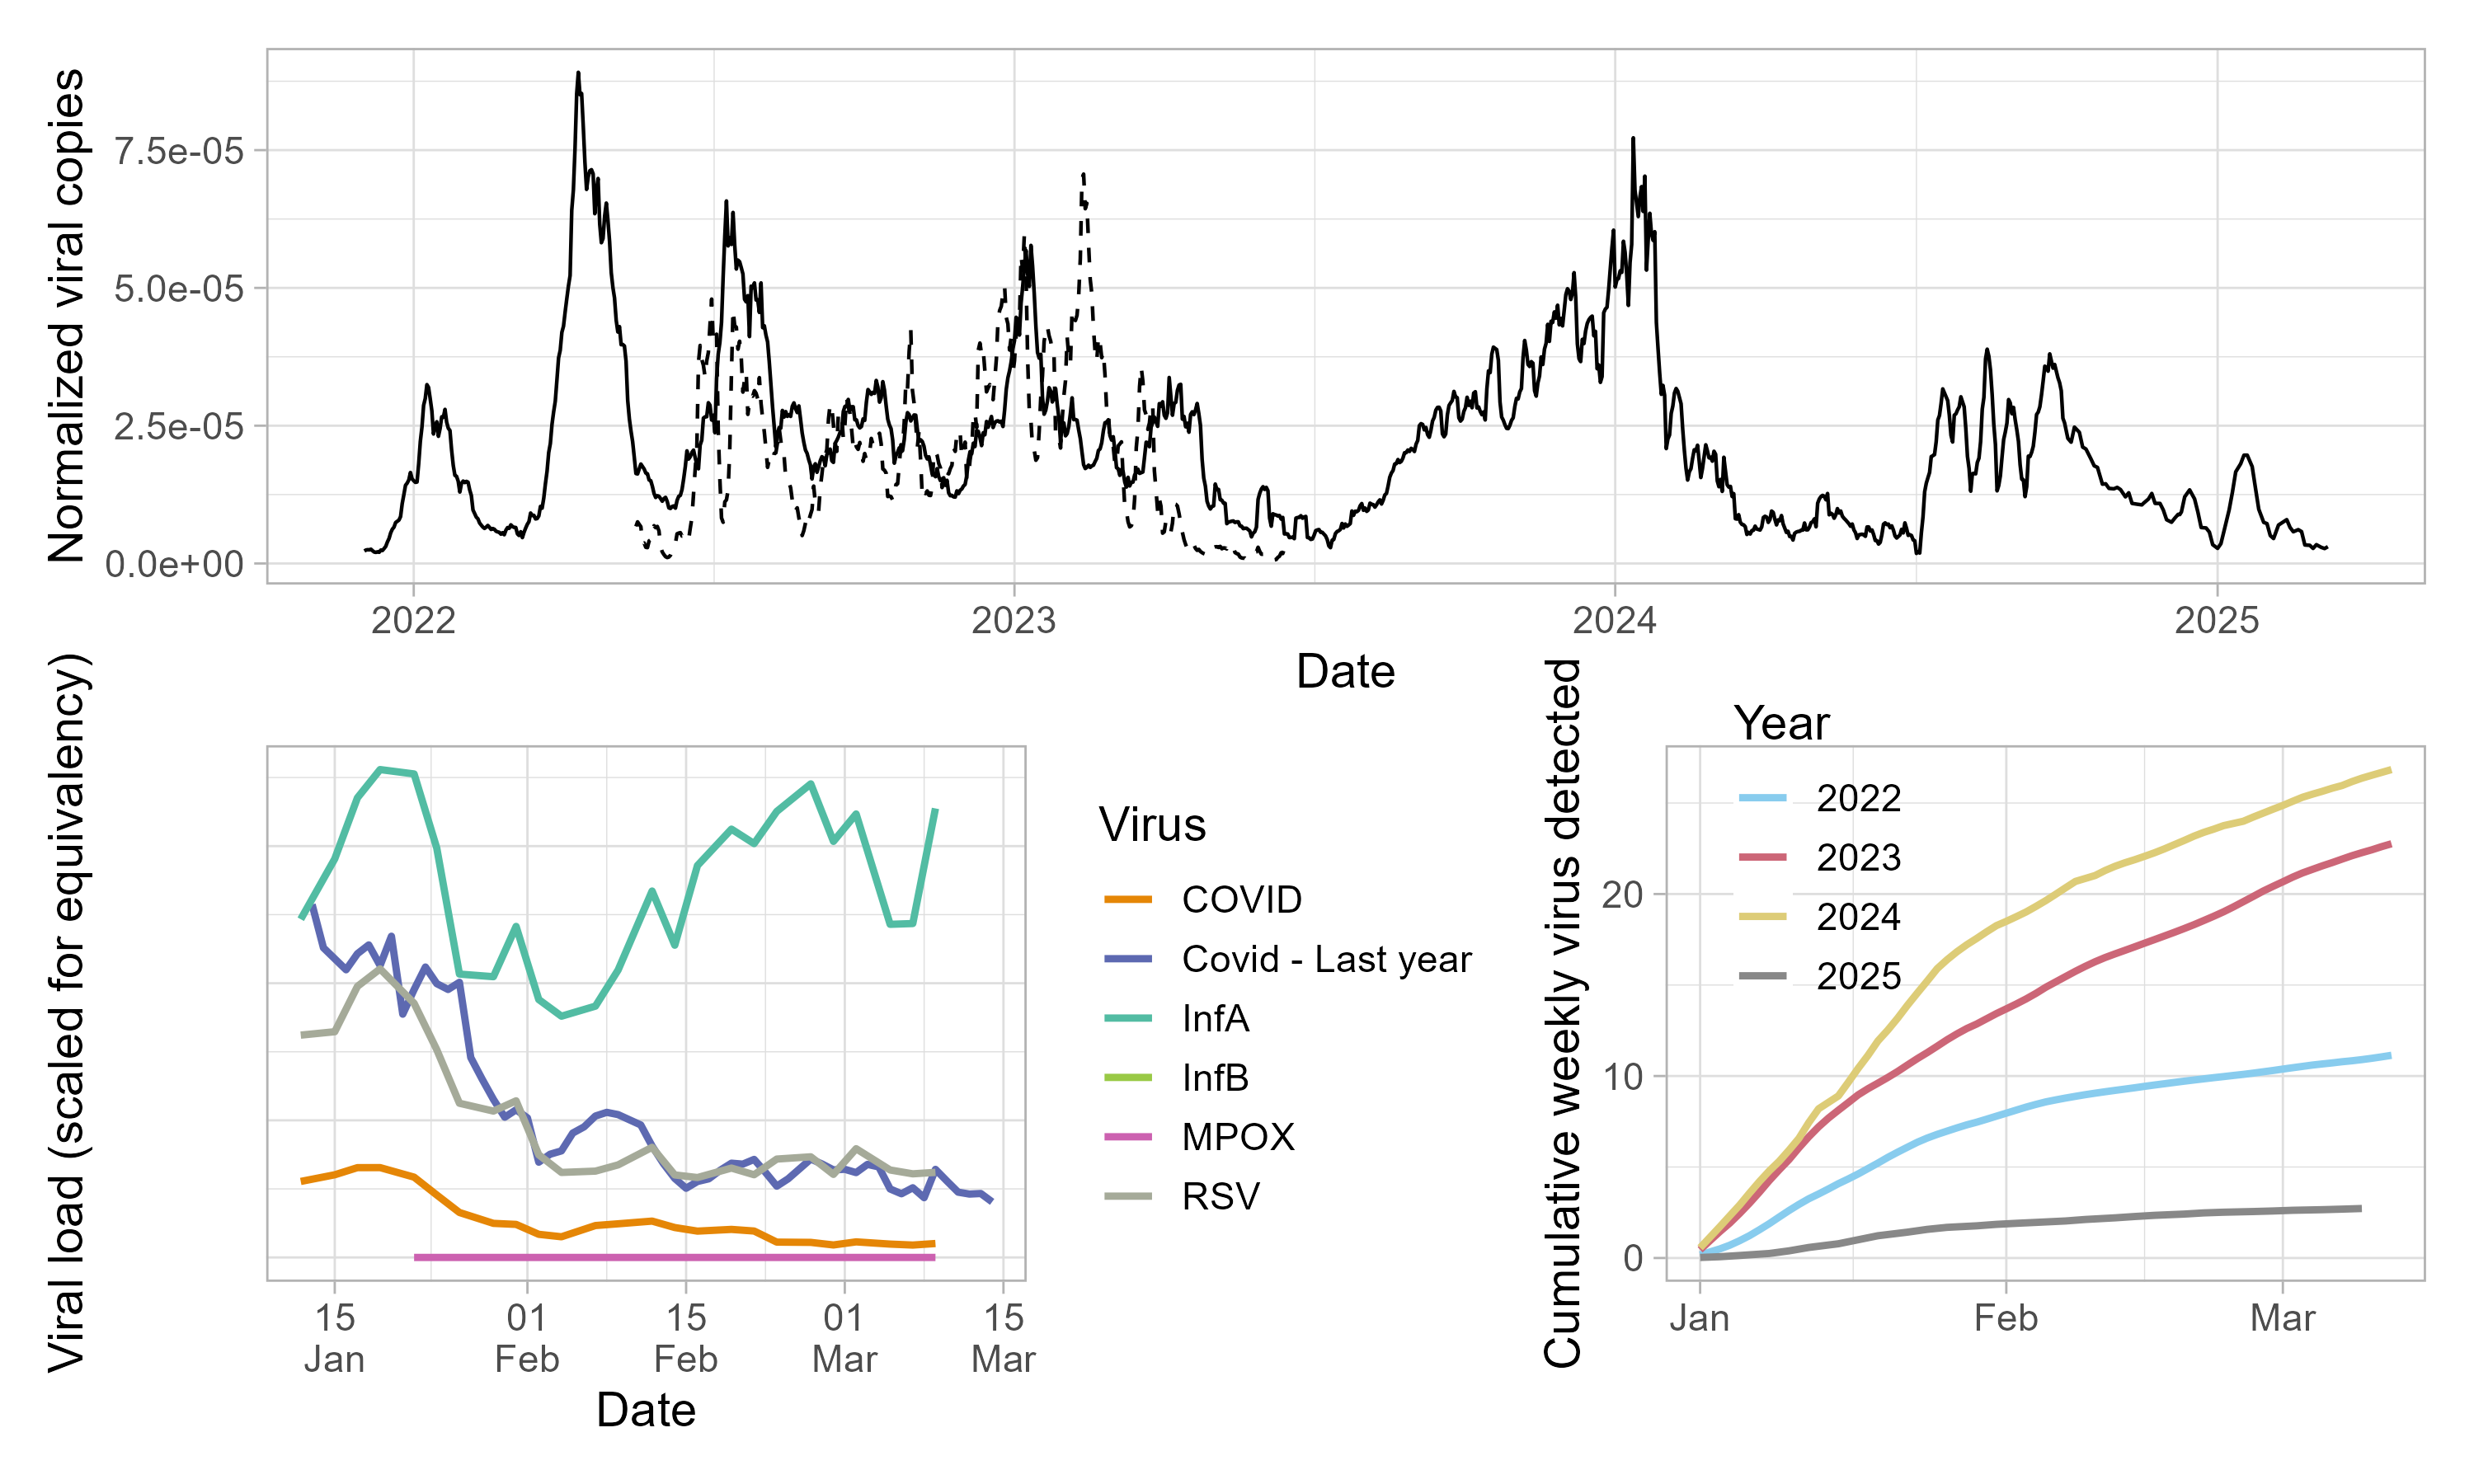 Normalized viral copies
7.5e-05
5.0e-05
2.5e-05
0.0e+00
2022
2023
2024
2025
Date
Viral load (scaled for equivalency)
15
Jan
01
Feb
15
Feb
01
Mar
15
Mar
Date
Virus
COVID
Covid - Last year
InfA
InfB
MPOX
RSV
Cumulative weekly virus detected
Year
2022
2023
2024
2025
20
10
0
Jan
Feb
Mar